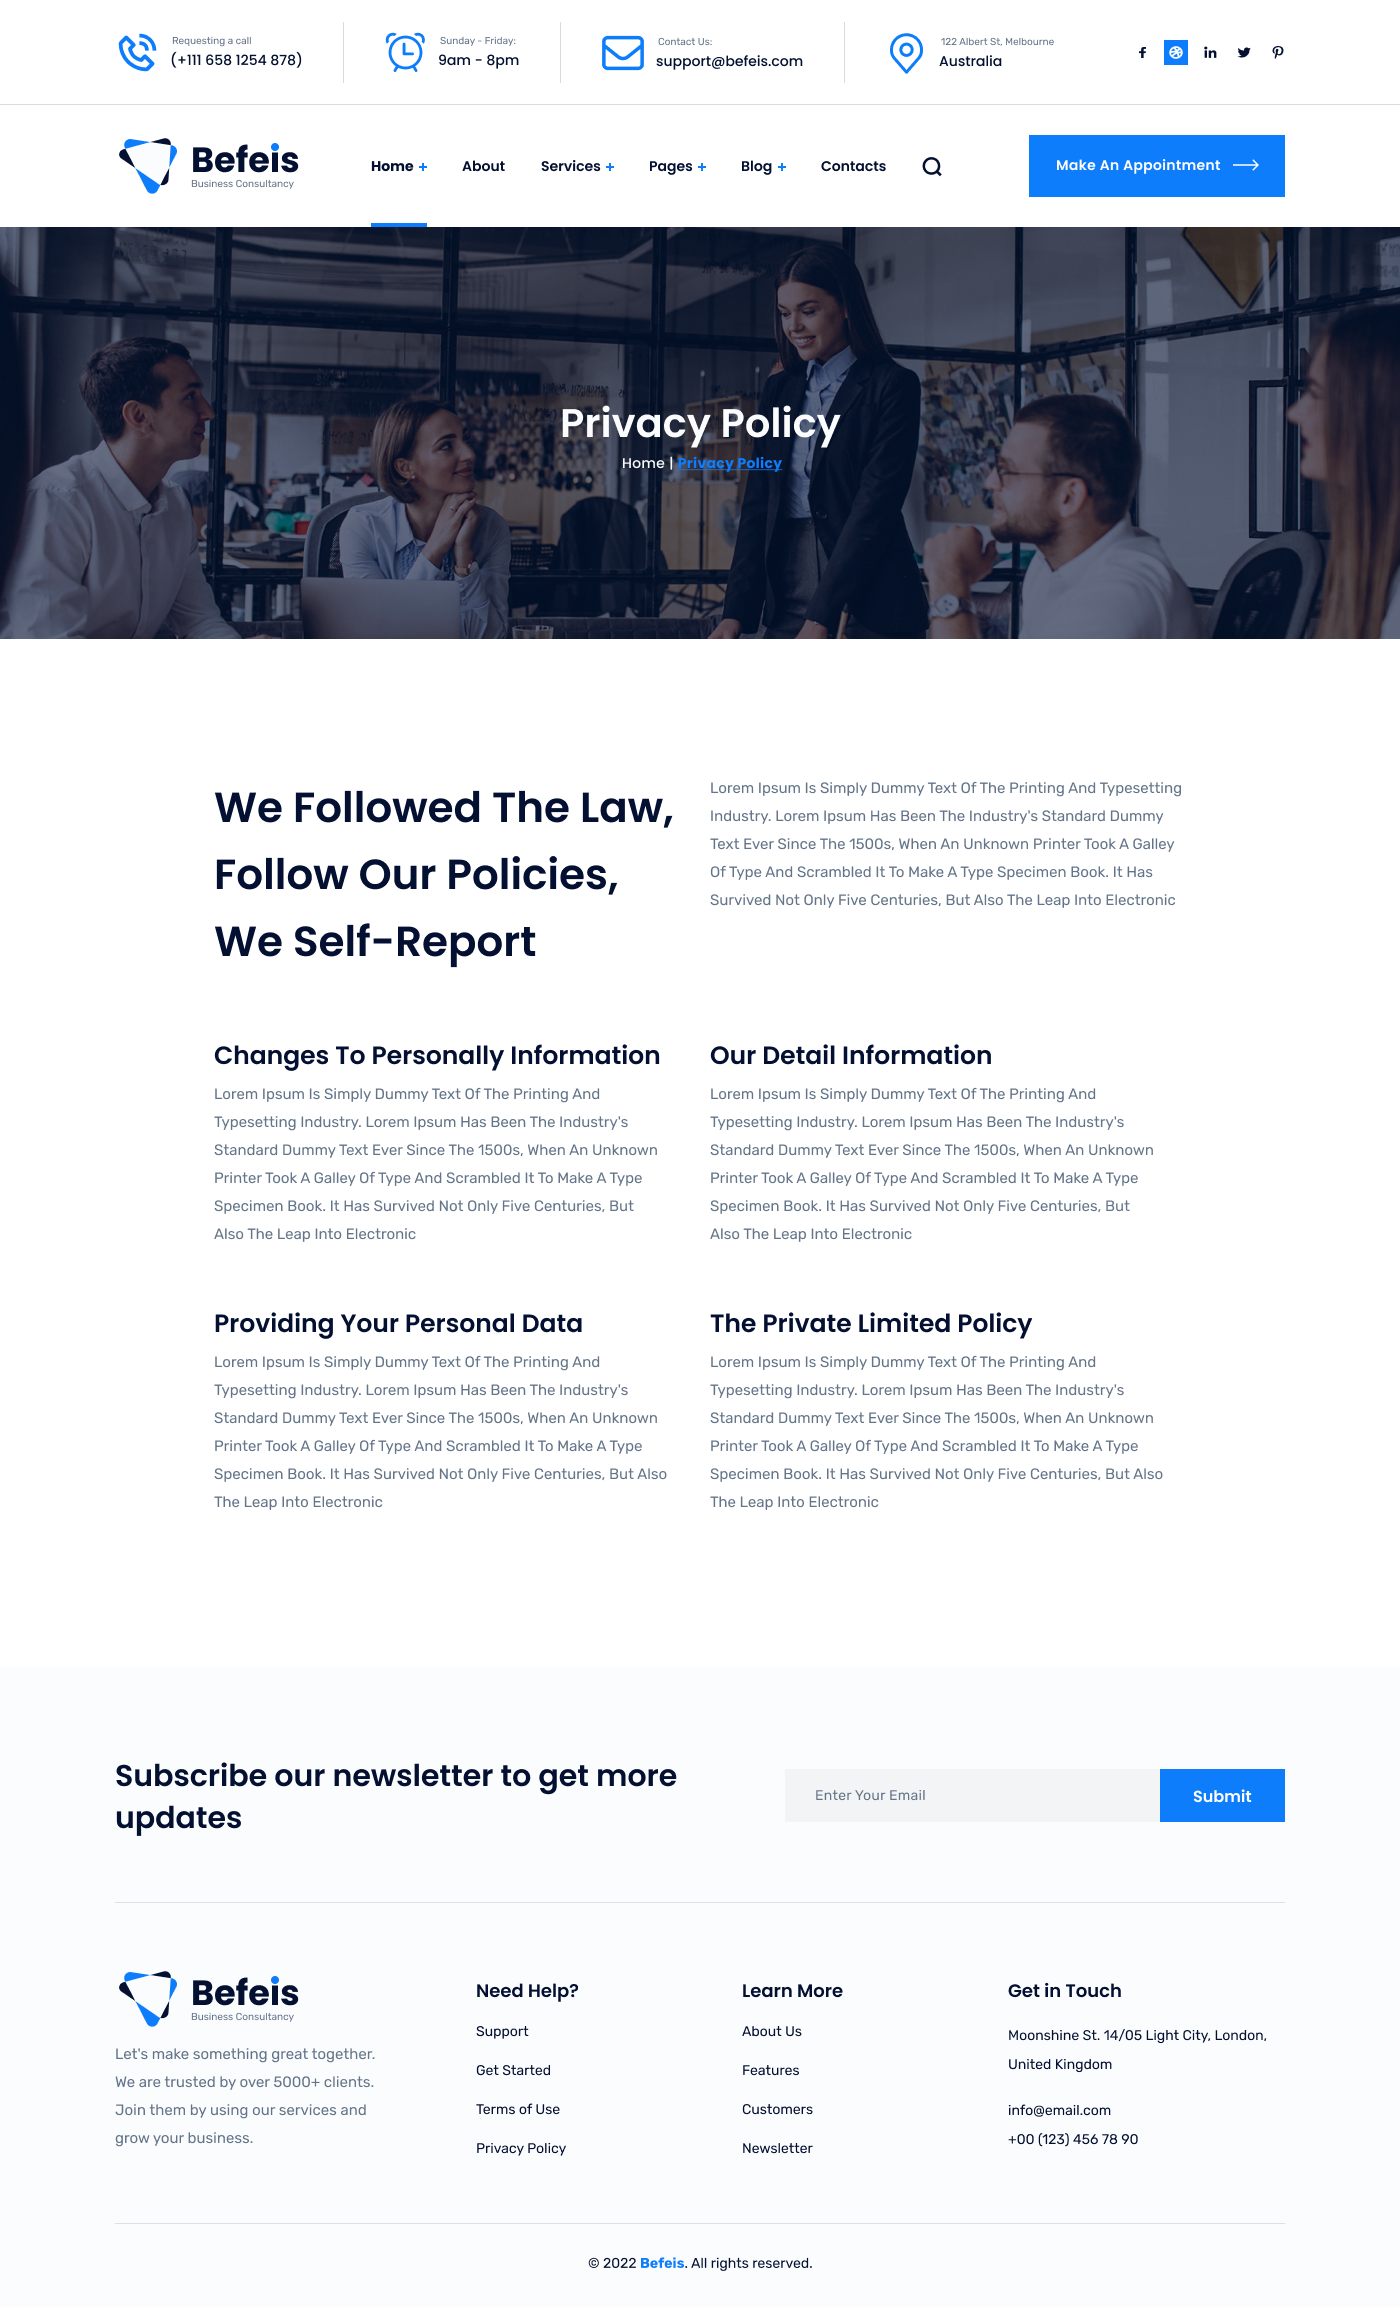 Requesting a call
(+111 658 1254 878)
Sunday - Friday:
9am - 8pm
Contact Us:
support@befeis.com
122 Albert St, Melbourne
Australia
Befeis
Business Consultancy
Home
About
Services
Pages
Blog
Contacts
Make An Appointment
Privacy Policy
Home | Privacy Policy
We Followed The Law,
Follow Our Policies,
We Self-Report
Lorem Ipsum Is Simply Dummy Text Of The Printing And Typesetting
Industry. Lorem Ipsum Has Been The Industry's Standard Dummy
Text Ever Since The 1500s, When An Unknown Printer Took A Galley
Of Type And Scrambled It To Make A Type Specimen Book. It Has
Survived Not Only Five Centuries, But Also The Leap Into Electronic
Changes To Personally Information
Lorem Ipsum Is Simply Dummy Text Of The Printing And
Typesetting Industry. Lorem Ipsum Has Been The Industry's
Standard Dummy Text Ever Since The 1500s, When An Unknown
Printer Took A Galley Of Type And Scrambled It To Make A Type
Specimen Book. It Has Survived Not Only Five Centuries, But
Also The Leap Into Electronic
Our Detail Information
Lorem Ipsum Is Simply Dummy Text Of The Printing And
Typesetting Industry. Lorem Ipsum Has Been The Industry's
Standard Dummy Text Ever Since The 1500s, When An Unknown
Printer Took A Galley Of Type And Scrambled It To Make A Type
Specimen Book. It Has Survived Not Only Five Centuries, But
Also The Leap Into Electronic
Providing Your Personal Data
Lorem Ipsum Is Simply Dummy Text Of The Printing And
Typesetting Industry. Lorem Ipsum Has Been The Industry's
Standard Dummy Text Ever Since The 1500s, When An Unknown
Printer Took A Galley Of Type And Scrambled It To Make A Type
Specimen Book. It Has Survived Not Only Five Centuries, But Also
The Leap Into Electronic
The Private Limited Policy
Lorem Ipsum Is Simply Dummy Text Of The Printing And
Typesetting Industry. Lorem Ipsum Has Been The Industry's
Standard Dummy Text Ever Since The 1500s, When An Unknown
Printer Took A Galley Of Type And Scrambled It To Make A Type
Specimen Book. It Has Survived Not Only Five Centuries, But Also
The Leap Into Electronic
Subscribe our newsletter to get more
updates
Enter Your Email
Submit
Befeis
Business Consultancy
Let's make something great together.
We are trusted by over 5000+ clients.
Join them by using our services and
grow your business.
Need Help?
Support
Get Started
Terms of Use
Privacy Policy
Learn More
About Us
Features
Customers
Newsletter
Get in Touch
Moonshine St. 14/05 Light City, London,
United Kingdom
info@email.com
+00 (123) 456 78 90
© 2022 Befeis. All rights reserved.